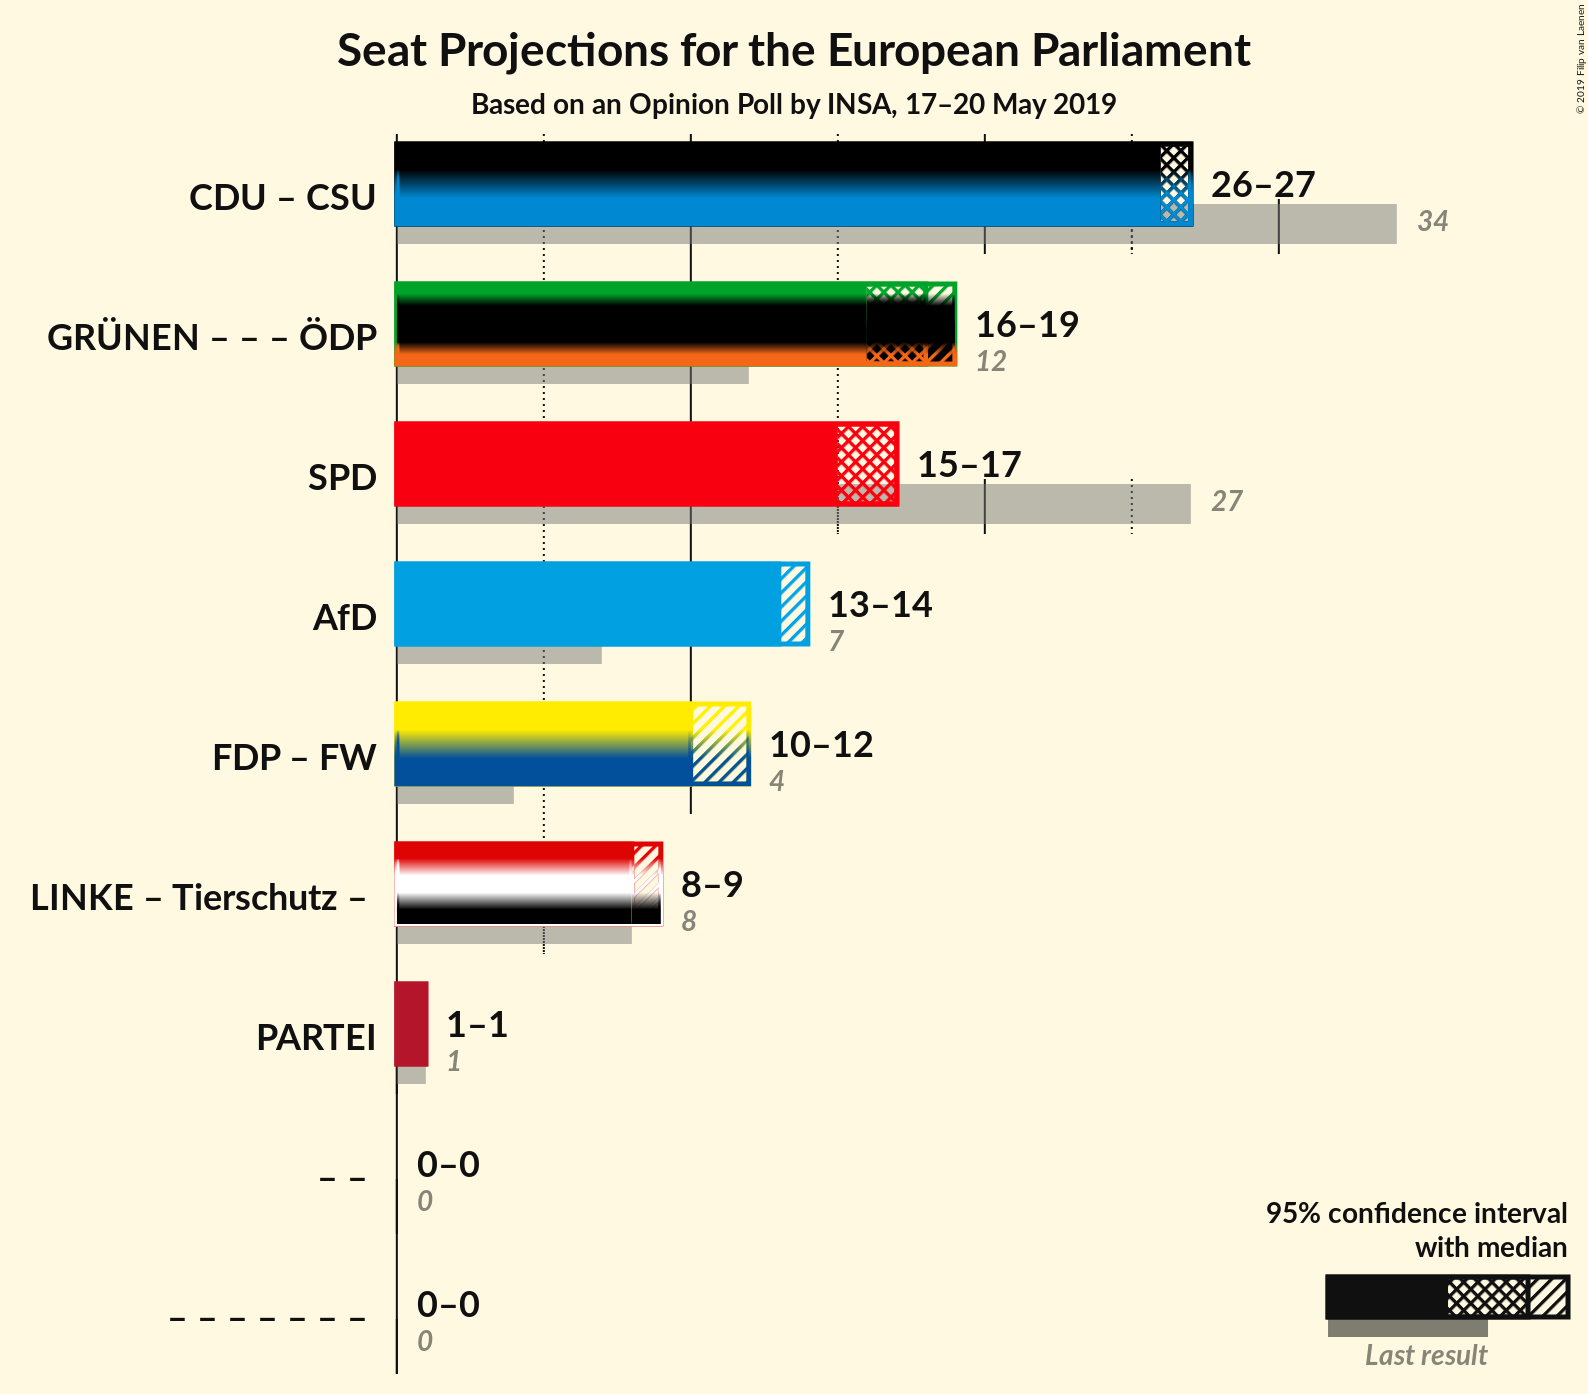 Seat Projections for the European Parliament
Based on an Opinion Poll by INSA, 17–20 May 2019
© 2019 Filip van Laenen
CDU – CSU
26–27
34
GRÜNEN – – – ÖDP
16–19
12
SPD
15–17
27
AfD
13–14
7
FDP – FW
10–12
4
LINKE – Tierschutz –
8–9
8
PARTEI
1–1
1
– –
0–0
0
– – – – – – –
0–0
0
95% confidence interval
with median
Last result